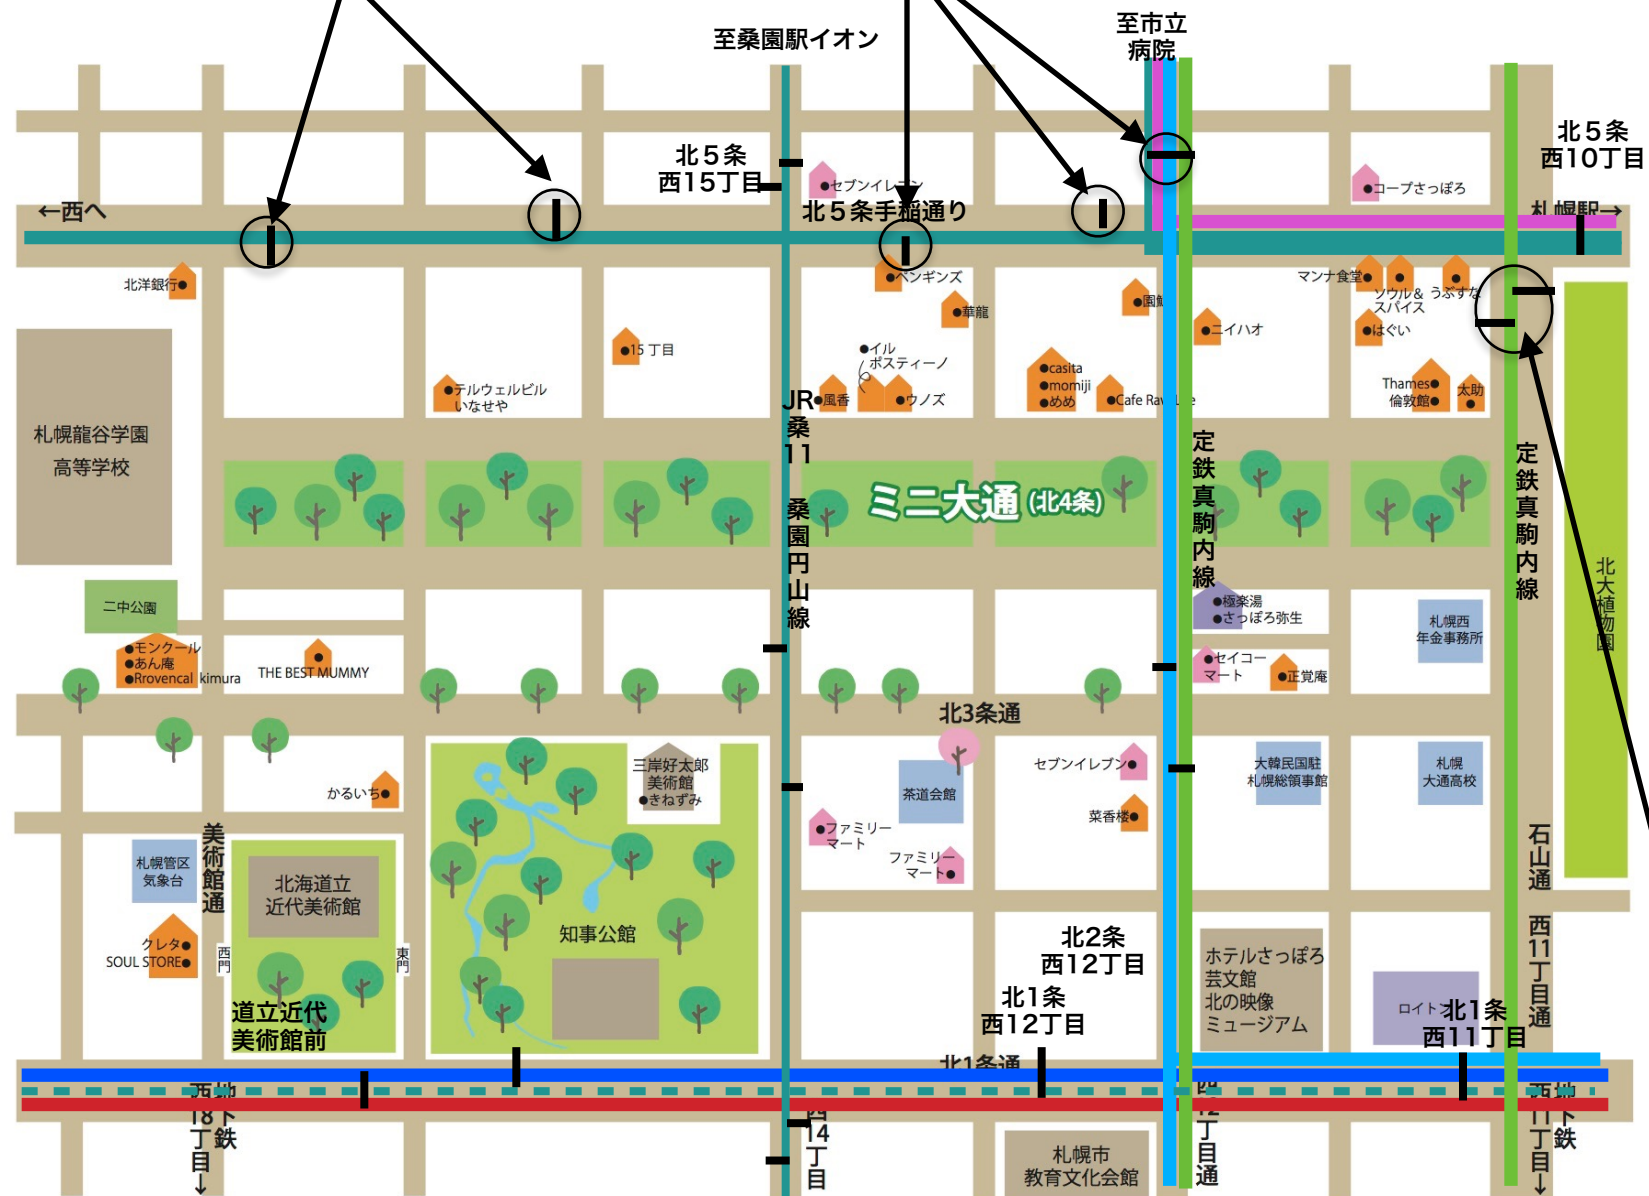 至桑園駅イオン
至市立
病院
北５条
西15丁目
北５条
西10丁目
●セブンイレブン
●コープさっぽろ
←西へ
北５条手稲通り
札幌駅→
北洋銀行●
●ペンギンズ
マンナ食堂●
ソウル＆
スパイス
うぶすな
●華龍
●ニイハオ
●はぐい
●15 丁目
●イル
ポスティーノ
●casita
●momiji
●めめ
●テルウェルビル
いなせや
●風香
●ウノズ
Thames●
倫敦館●
太助
●
札幌龍谷学園
高等学校
JR桑11 桑園円山線
定鉄真駒内線
定鉄真駒内線
ミニ大通 (北4条)
北大植物園
二中公園
●極楽湯
●さっぽろ弥生
札幌西
年金事務所
●モンクール
●あん庵
●Rrovencal kimura
THE BEST MUMMY
●セイコー
マート
●正覚庵
北3条通
三岸好太郎
美術館
●きねずみ
セブンイレブン●
大韓民国駐
札幌総領事館
札幌
大通高校
かるいち●
茶道会館
菜香楼●
美術館通
●ファミリー
マート
ファミリー
マート●
石山通 西11丁目通
札幌管区
気象台
北海道立
近代美術館
知事公館
クレタ●
SOUL STORE●
西門
東門
北2条
西12丁目
ホテルさっぽろ
芸文館
北の映像
ミュージアム
道立近代
美術館前
北1条
西12丁目
北1条
西11丁目
北1条通
地下鉄
西18丁目↓
西14丁目
西12丁目通
地下鉄
西11丁目↓
札幌市
教育文化会館